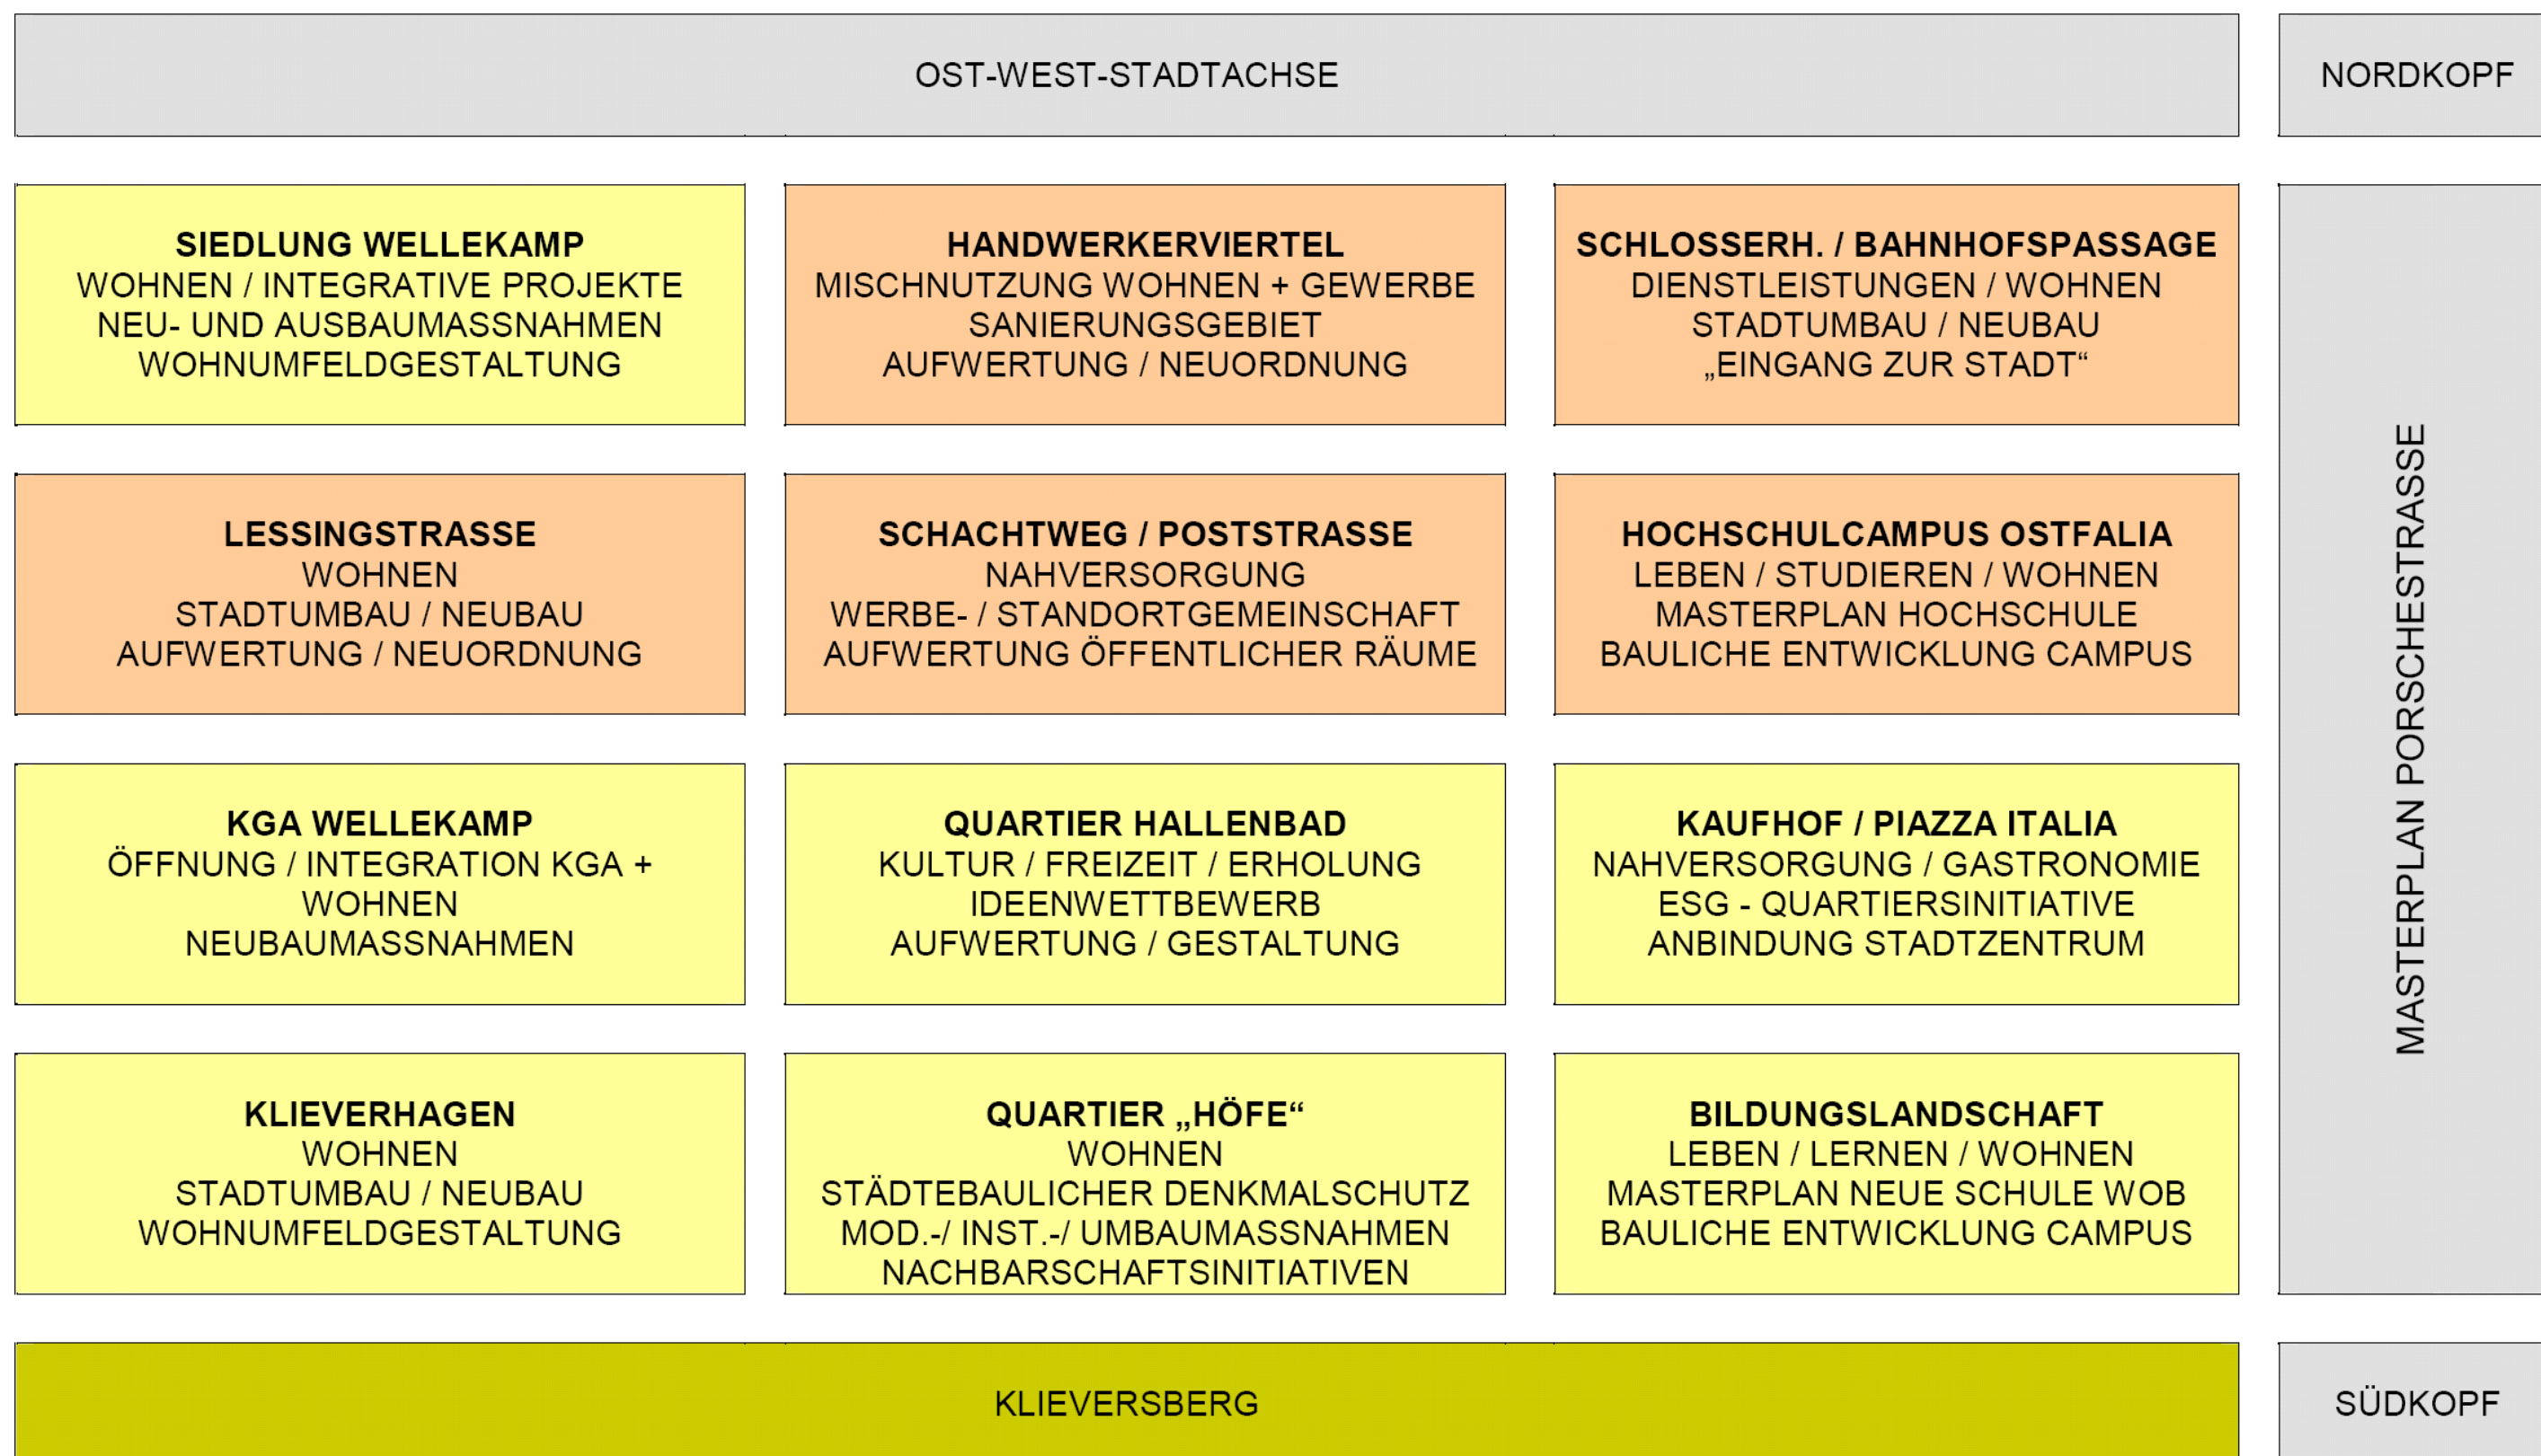 OST-WEST-STADTACHSE
NORDKOPF
SIEDLUNG WELLEKAMP
WOHNEN / INTEGRATIVE PROJEKTE
NEU- UND AUSBAUMASSNAHMEN
WOHNUMFELDGESTALTUNG
HANDWERKERVIERTEL
MISCHNUTZUNG WOHNEN + GEWERBE
SANIERUNGSGEBIET
AUFWERTUNG / NEUORDNUNG
SCHLOSSERH. / BAHNHOFSPASSAGE
DIENSTLEISTUNGEN / WOHNEN
STADTUMBAU / NEUBAU
„EINGANG ZUR STADT“
MASTERPLAN PORSCHESTRASSE
LESSINGSTRASSE
WOHNEN
STADTUMBAU / NEUBAU
AUFWERTUNG / NEUORDNUNG
SCHACHTWEG / POSTSTRASSE
NAHVERSORGUNG
WERBE- / STANDORTGEMEINSCHAFT
AUFWERTUNG ÖFFENTLICHER RÄUME
HOCHSCHULCAMPUS OSTFALIA
LEBEN / STUDIEREN / WOHNEN
MASTERPLAN HOCHSCHULE
BAULICHE ENTWICKLUNG CAMPUS
KGA WELLEKAMP
ÖFFNUNG / INTEGRATION KGA +
WOHNEN
NEUBAUMASSNAHMEN
QUARTIER HALLENBAD
KULTUR / FREIZEIT / ERHOLUNG
IDEENWETTBEWERB
AUFWERTUNG / GESTALTUNG
KAUFHOF / PIAZZA ITALIA
NAHVERSORGUNG / GASTRONOMIE
ESG - QUARTIERSINITIATIVE
ANBINDUNG STADTZENTRUM
KLIEVERHAGEN
WOHNEN
STADTUMBAU / NEUBAU
WOHNUMFELDGESTALTUNG
QUARTIER „HÖFE“
WOHNEN
STÄDTEBAULICHER DENKMALSCHUTZ
MOD.-/ INST.-/ UMBAUMASSNAHMEN
NACHBARSCHAFTSINITIATIVEN
BILDUNGSLANDSCHAFT
LEBEN / LERNEN / WOHNEN
MASTERPLAN NEUE SCHULE WOB
BAULICHE ENTWICKLUNG CAMPUS
KLIEVERSBERG
SÜDKOPF